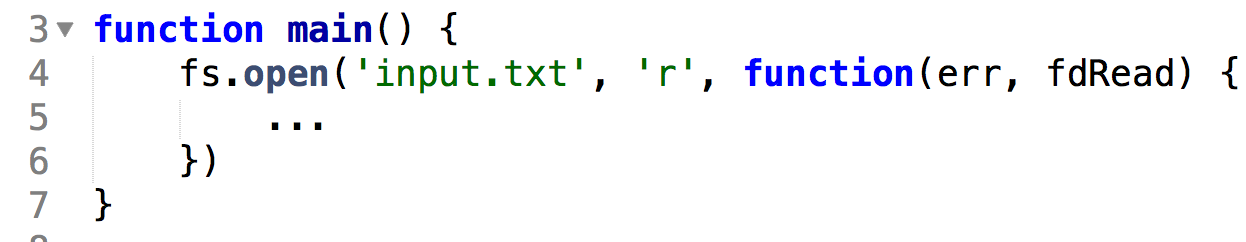 3 function main() {
4     fs.open('input.txt', 'r', function(err, fdRead) {
5         ...
6     })
7 }